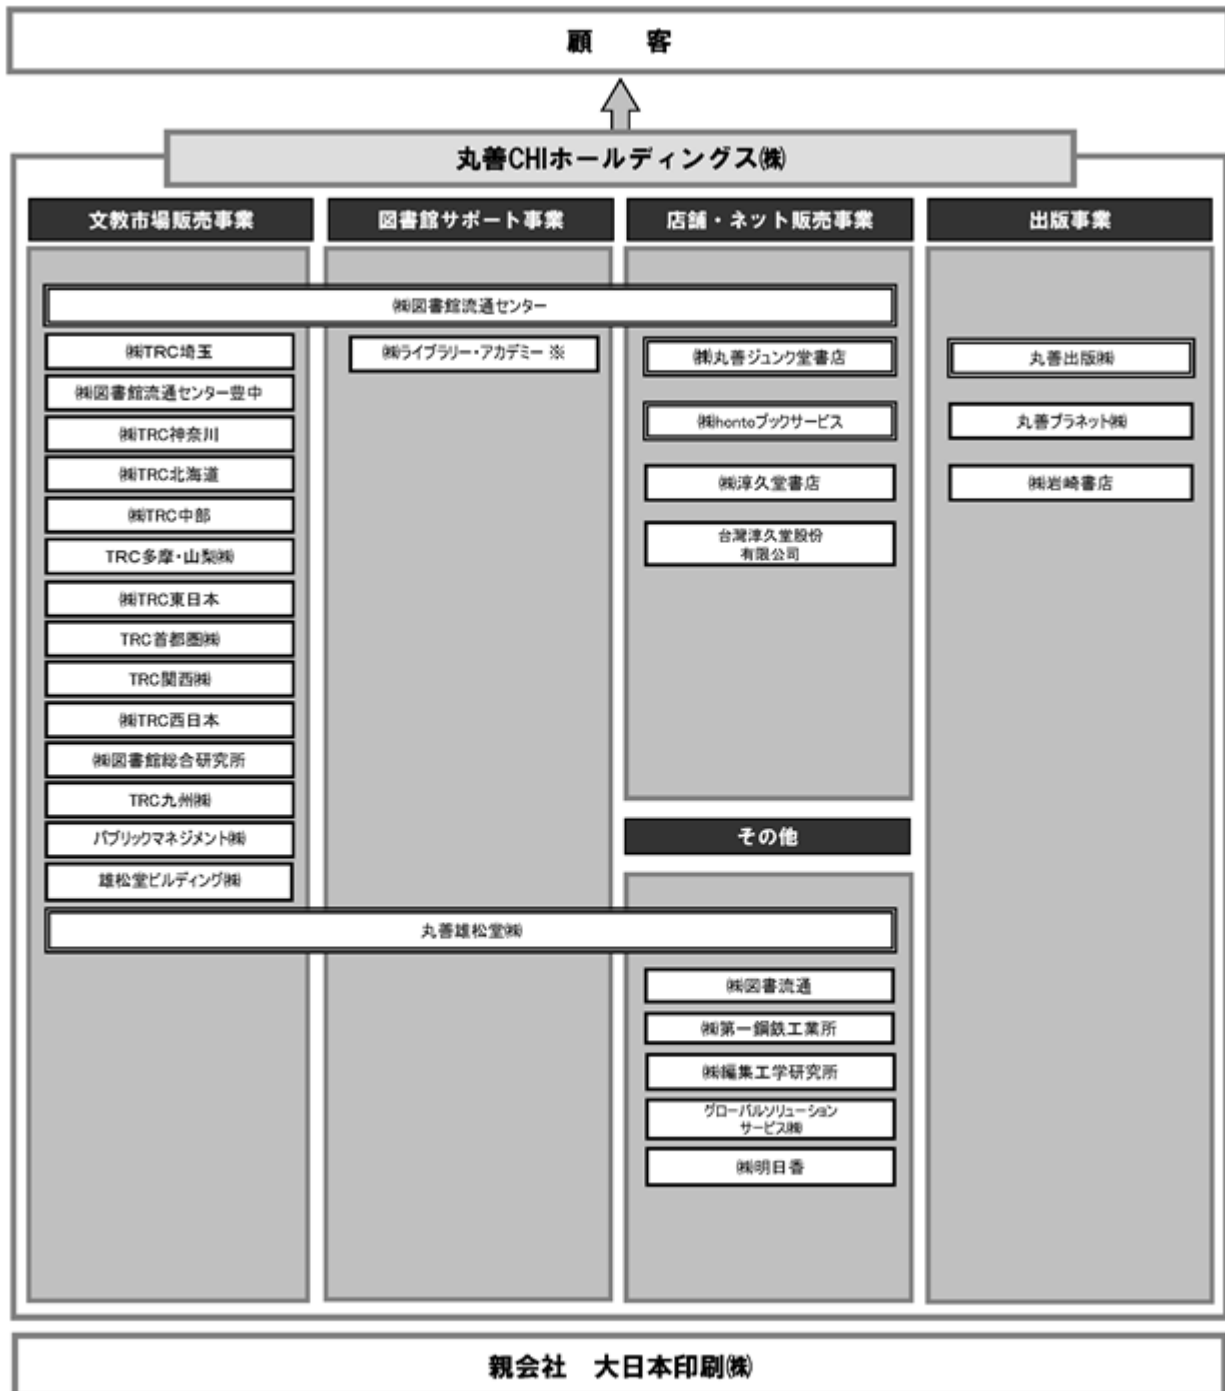 顧　客
丸善CHIホールディングス㈱
文教市場販売事業
図書館サポート事業
店舗・ネット販売事業
出版事業
㈱図書館流通センター
㈱TRC埼玉
㈱図書館流通センター豊中
㈱TRC神奈川
㈱TRC北海道
㈱TRC中部
TRC多摩・山梨㈱
㈱TRC東日本
TRC首都圏㈱
TRC関西㈱
㈱TRC西日本
㈱図書館総合研究所
TRC九州㈱
パブリックマネジメント㈱
雄松堂ビルディング㈱
㈱ライブラリー・アカデミー ※
㈱丸善ジュンク堂書店
㈱hontoブックサービス
㈱淳久堂書店
台灣淳久堂股份
有限公司
丸善出版㈱
丸善プラネット㈱
㈱岩崎書店
その他
丸善雄松堂㈱
㈱図書流通
㈱第一鋼鉄工業所
㈱編集工学研究所
グローバルソリューション
サービス㈱
㈱明日香
親会社　大日本印刷㈱